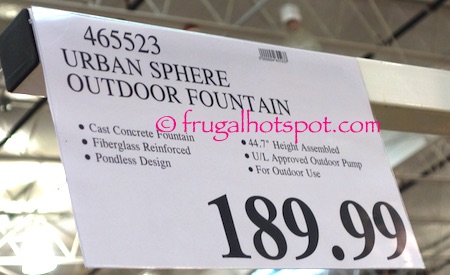 465523
URBAN SPHERE
OUTDOOR FOUNTAIN
© frugalhotspot.com
• Cast Concrete Fountain
• Fiberglass Reinforced
• Pondless Design
• 44.7" Height Assembled
• U/L Approved Outdoor Pump
• For Outdoor Use
189.99